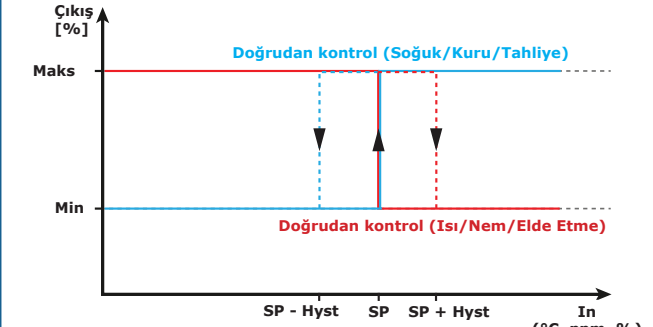 Çıkış
[%]
Doğrudan kontrol (Soğuk/Kuru/Tahliye)
Maks
Min
Doğrudan kontrol (Isı/Nem/Elde Etme)
SP - Hyst
SP
SP + Hyst
In
(°C, ppm, %)